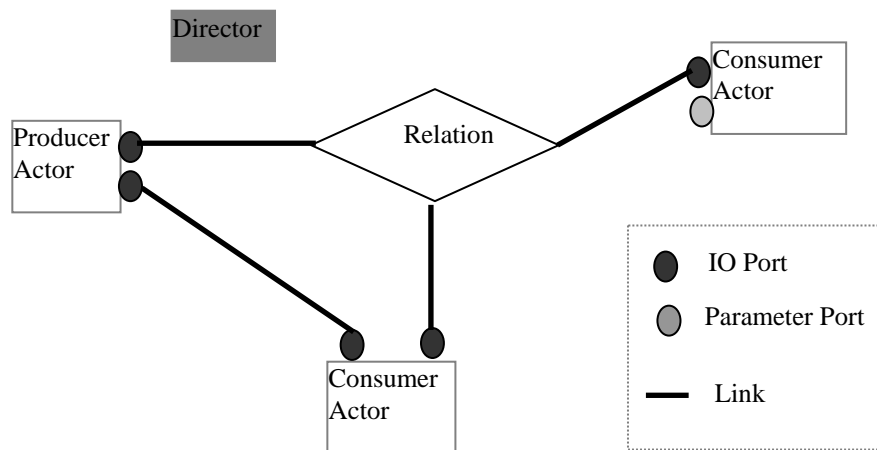 Director
Consumer
Actor
Producer
Actor
Relation
Consumer
Actor
IO Port
Parameter Port
Link